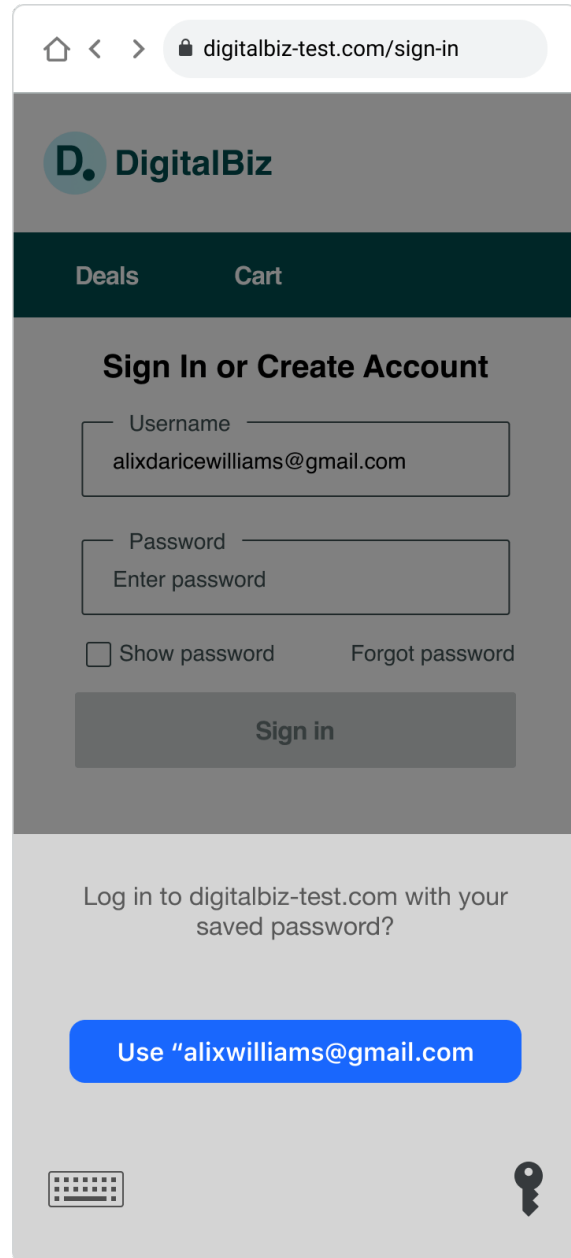 digitalbiz-test.com/sign-in
D. DigitalBiz
Deals Cart
Sign In or Create Account
Username
alixdaricewilliams@gmail.com
Password
Enter password
Show password Forgot password
Sign in
Log in to digitalbiz-test.com with your
saved password?
Use “alixwilliams@gmail.com